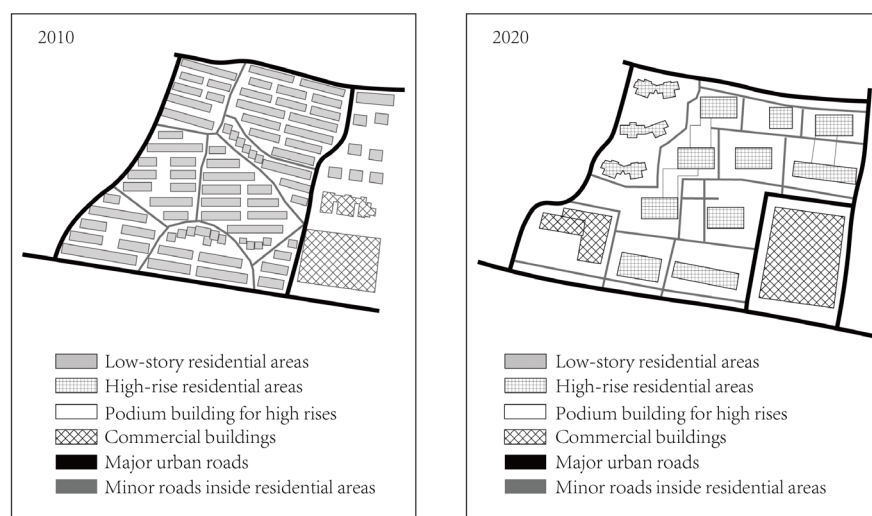 2010
Low-story residential areas
High-rise residential areas
Podium building for high rises
Commercial buildings
Major urban roads
Minor roads inside residential areas
2020
Low-story residential areas
High-rise residential areas
Podium building for high rises
Commercial buildings
Major urban roads
Minor roads inside residential areas